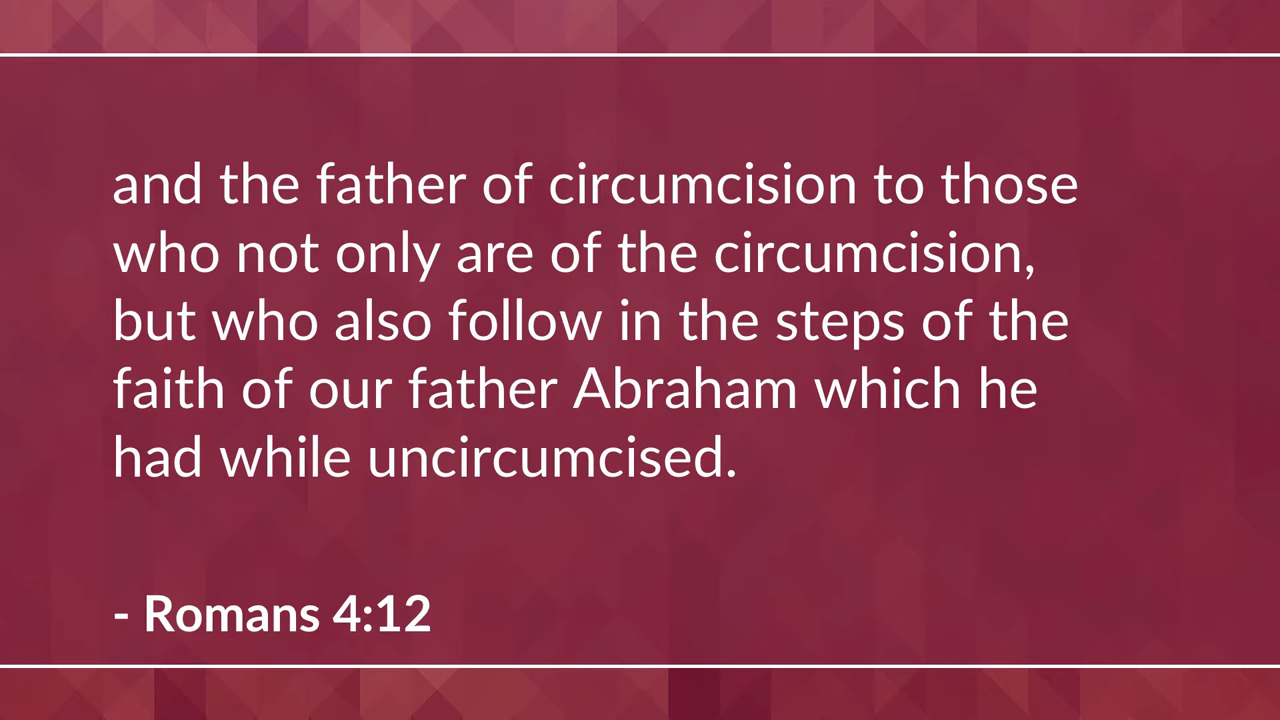 and the father of circumcision to those
who not only are of the circumcision,
but who also follow in the steps of the
faith of our father Abraham which he
had while uncircumcised.
- Romans 4:12